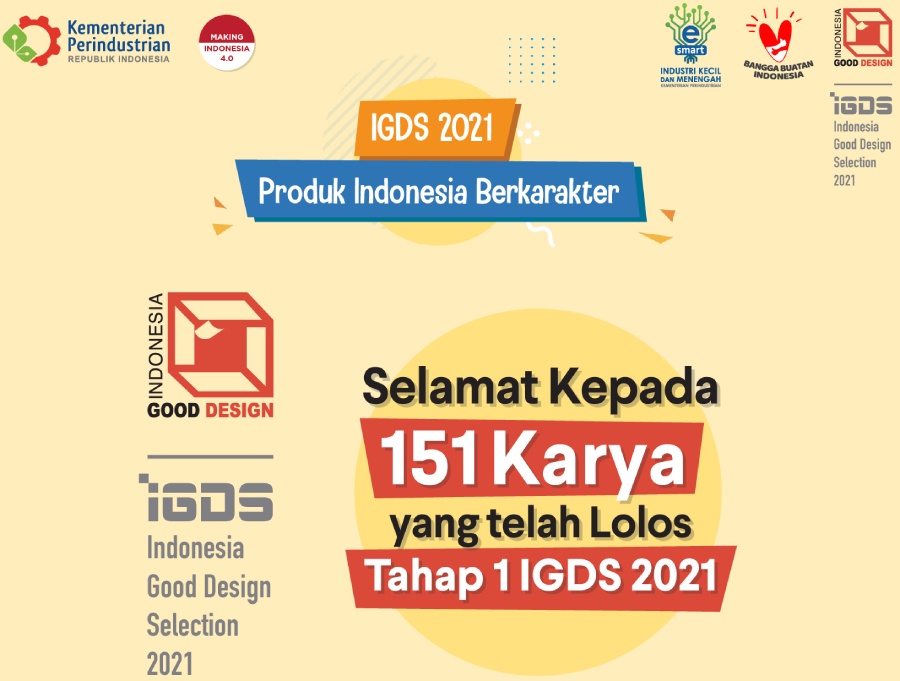 Kementerian
Perindustrian
REPUBLIK INDONESIA
MAKING
INDONESIA
4.0
e
smart
INDUSTRI KECIL
DAN MENENGAH
KEMENTERIAN PERINDUSTRIAN
BANGGA BUATAN
INDONESIA
INDONESIA
GOOD DESIGN
IGDS
Indonesia
Good Design
Selection
2021
IGDS 2021
Produk Indonesia Berkarakter
INDONESIA
GOOD DESIGN
IGDS
Indonesia
Good Design
Selection
2021
Selamat Kepada
151 Karya
yang telah Lolos
Tahap 1 IGDS 2021